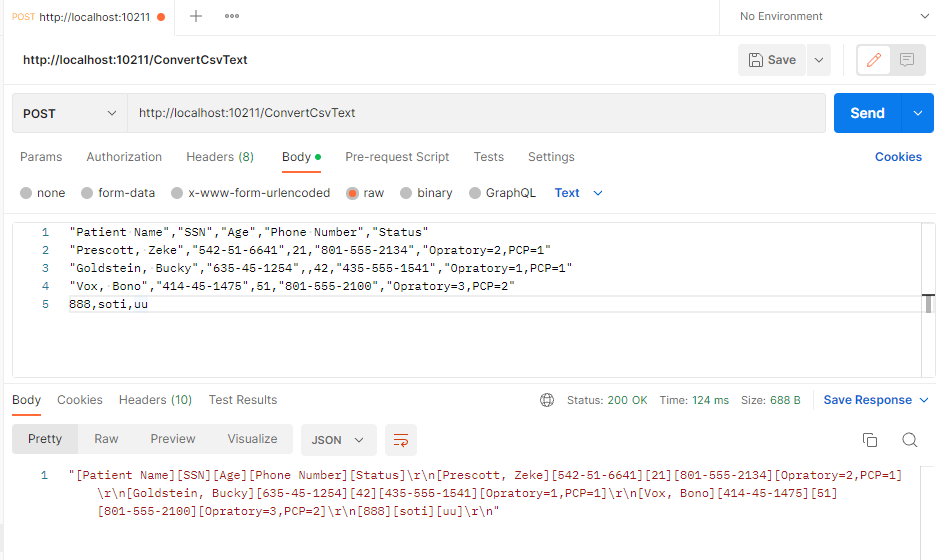 POST http://localhost:10211
No Environment
http://localhost:10211/ConvertCsvText
Save
POST
http://localhost:10211/ConvertCsvText
Send
Params Authorization Headers (8) Body Pre-request Script Tests Settings Cookies
none form-data x-www-form-urlencoded raw binary GraphQL Text
1 "Patient Name","SSN","Age","Phone Number","Status"
2 "Prescott, Zeke","542-51-6641",21,"801-555-2134","Opratory=2,PCP=1"
3 "Goldstein, Bucky","635-45-1254",,42,"435-555-1541","Opratory=1,PCP=1"
4 "Vox, Bono","414-45-1475",51,"801-555-2100","Opratory=3,PCP=2"
5 888,soti,uu
Body Cookies Headers (10) Test Results Status: 200 OK Time: 124 ms Size: 688 B Save Response
Pretty Raw Preview Visualize JSON
1 "[Patient Name][SSN][Age][Phone Number][Status]\r\n[Prescott, Zeke][542-51-6641][21][801-555-2134][Opratory=2,PCP=1]
\r\n[Goldstein, Bucky][635-45-1254][42][435-555-1541][Opratory=1,PCP=1]\r\n[Vox, Bono][414-45-1475][51]
[801-555-2100][Opratory=3,PCP=2]\r\n[888][soti][uu]\r\n"